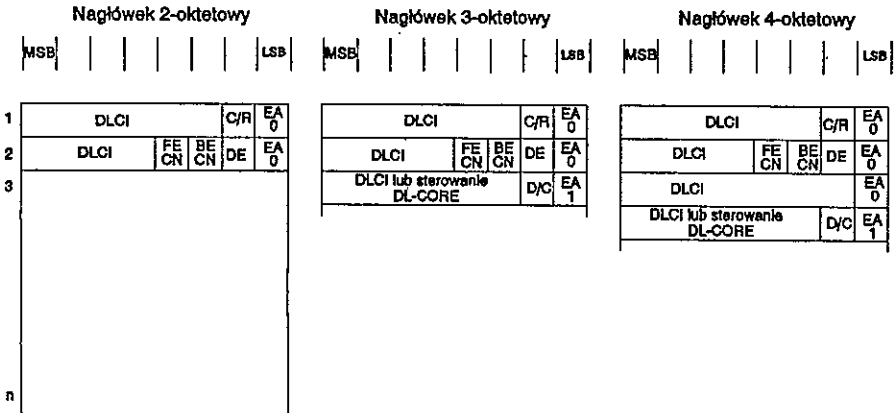 Nagłówek 2-oktetowy
MSB LSB
1 DLCI C/R EA 0
2 DLCI FE CN BE CN DE EA 0
3
n
Nagłówek 3-oktetowy
MSB LSB
DLCI C/R EA 0
DLCI FE CN BE CN DE EA 0
DLCI lub sterowanie DL-CORE D/C EA 1
Nagłówek 4-oktetowy
MSB LSB
DLCI C/R EA 0
DLCI FE CN BE CN DE EA 0
DLCI EA 0
DLCI lub sterowanie DL-CORE D/C EA 1